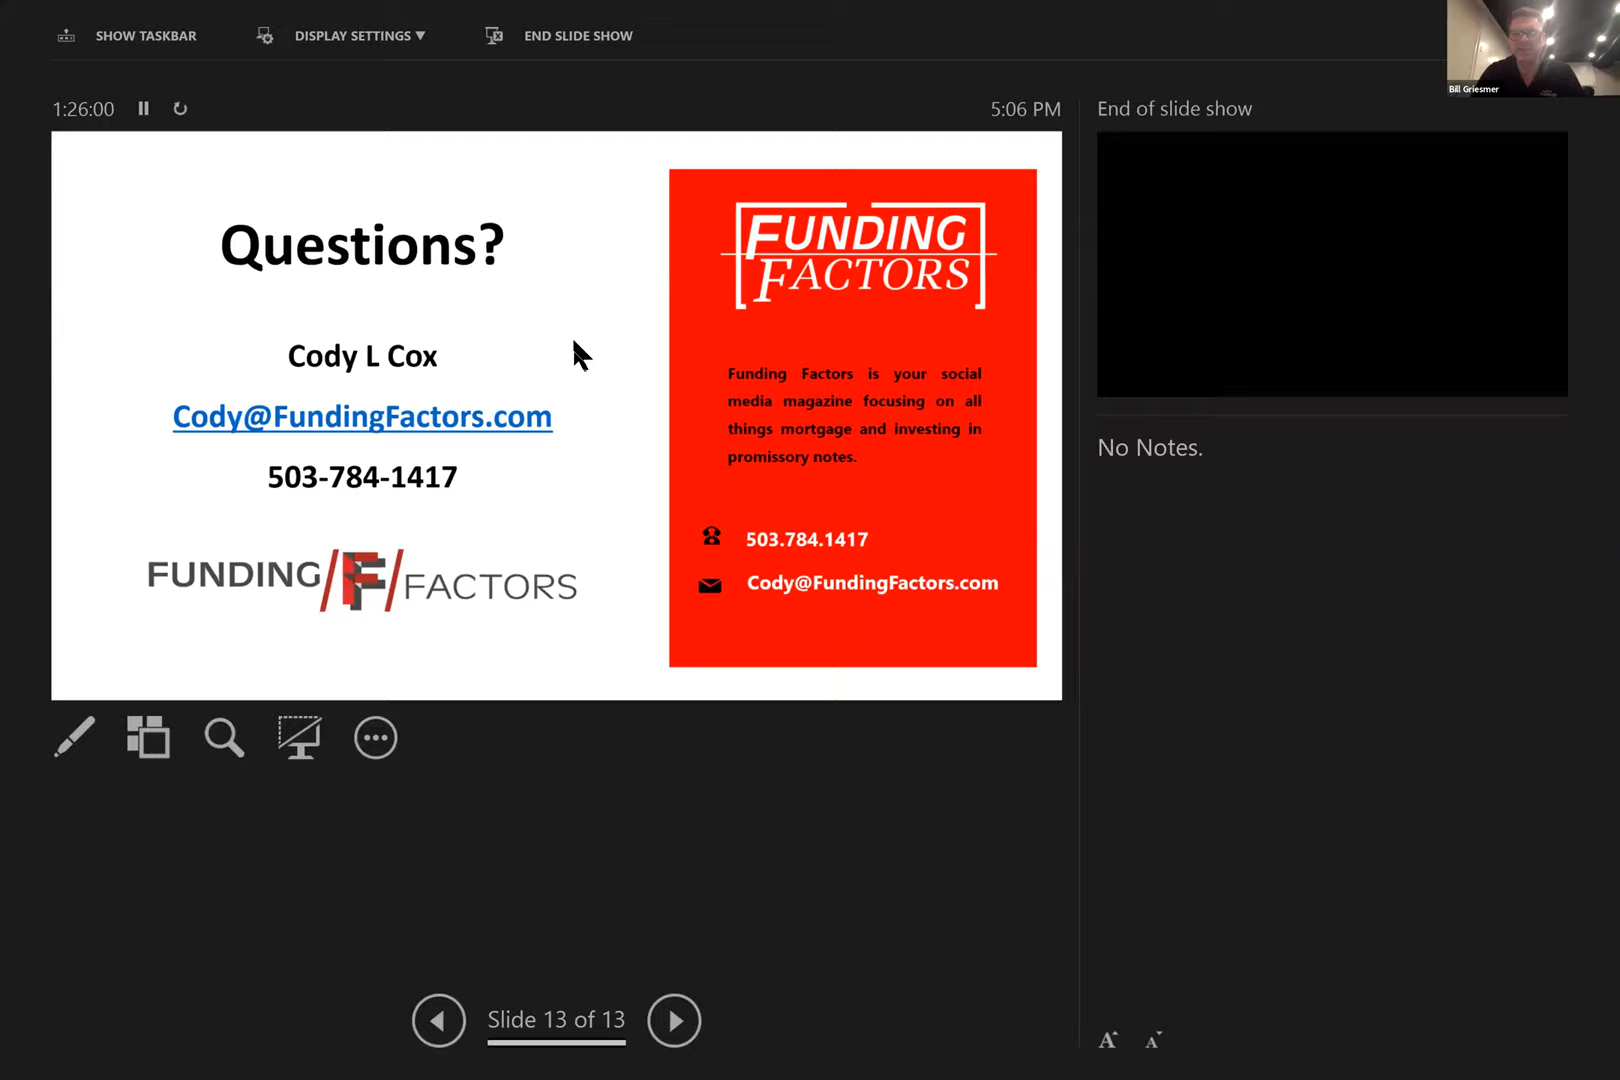 SHOW TASKBAR
DISPLAY SETTINGS ▼
END SLIDE SHOW
Bill Griesmer
1:26:00
5:06 PM
End of slide show
Questions?
Cody L Cox
Cody@FundingFactors.com
503-784-1417
FUNDING /F/ FACTORS
FUNDING
FACTORS
Funding Factors is your social
media magazine focusing on all
things mortgage and investing in
promissory notes.
503.784.1417
Cody@FundingFactors.com
No Notes.
Slide 13 of 13
A A